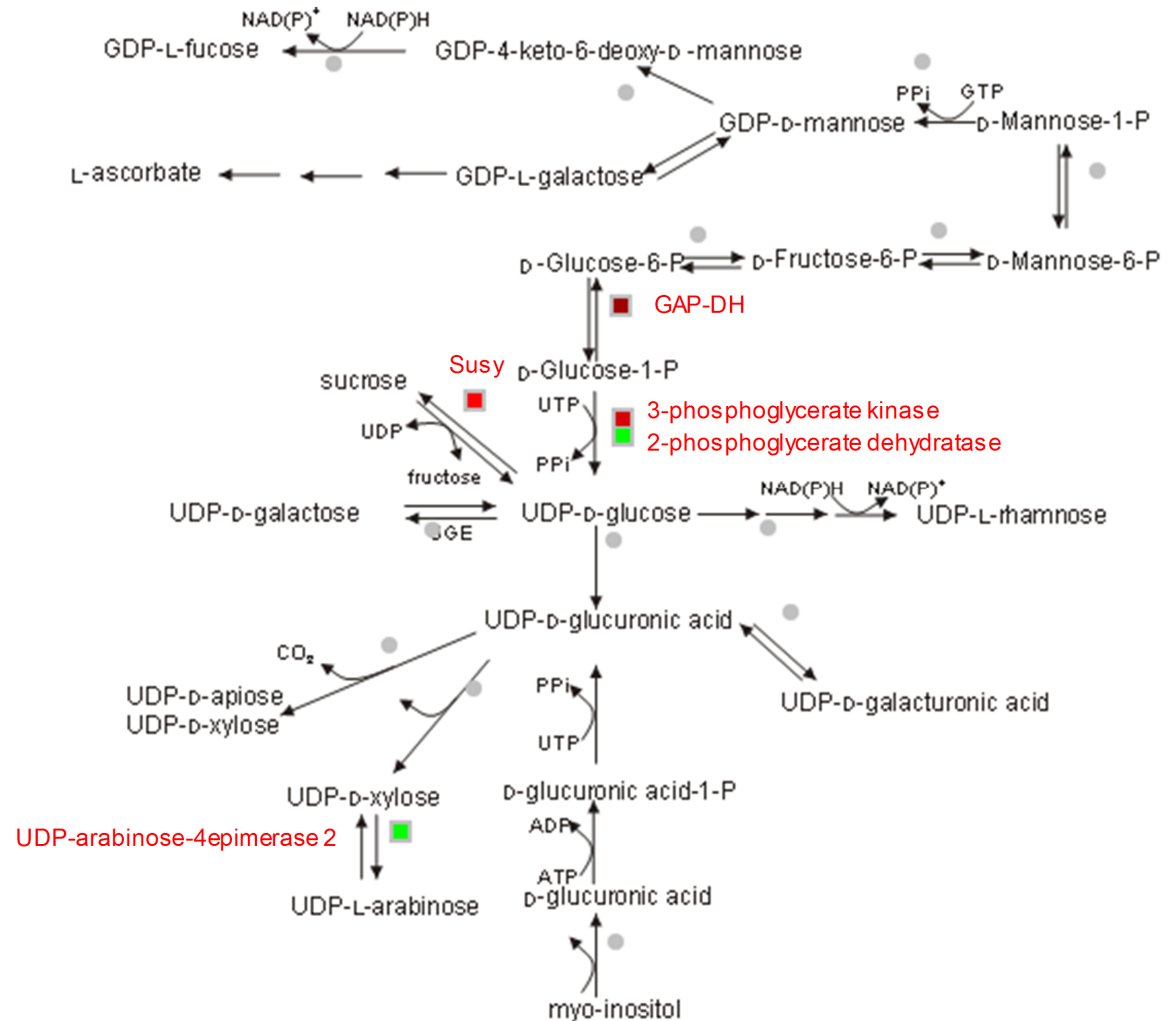 NAD(P)+ NAD(P)H
GDP-L-fucose GDP-4-keto-6-deoxy-D -mannose
PPi GTP
GDP-D-mannose D-Mannose-1-P
L-ascorbate GDP-L-galactose
D-Glucose-6-P D-Fructose-6-P D-Mannose-6-P
GAP-DH
Susy D-Glucose-1-P
sucrose
UTP 3-phosphoglycerate kinase
UDP 2-phosphoglycerate dehydratase
PPi
fructose
NAD(P)H NAD(P)+
UDP-D-galactose UDP-D-glucose UDP-L-rhamnose
UDP-D-glucuronic acid
CO2
PPi
UDP-D-apiose
UDP-D-xylose
UDP-D-galacturonic acid
UTP
UDP-D-xylose D-glucuronic acid-1-P
ADP
UDP-arabinose-4epimerase 2
ATP
UDP-L-arabinose D-glucuronic acid
myo-inositol